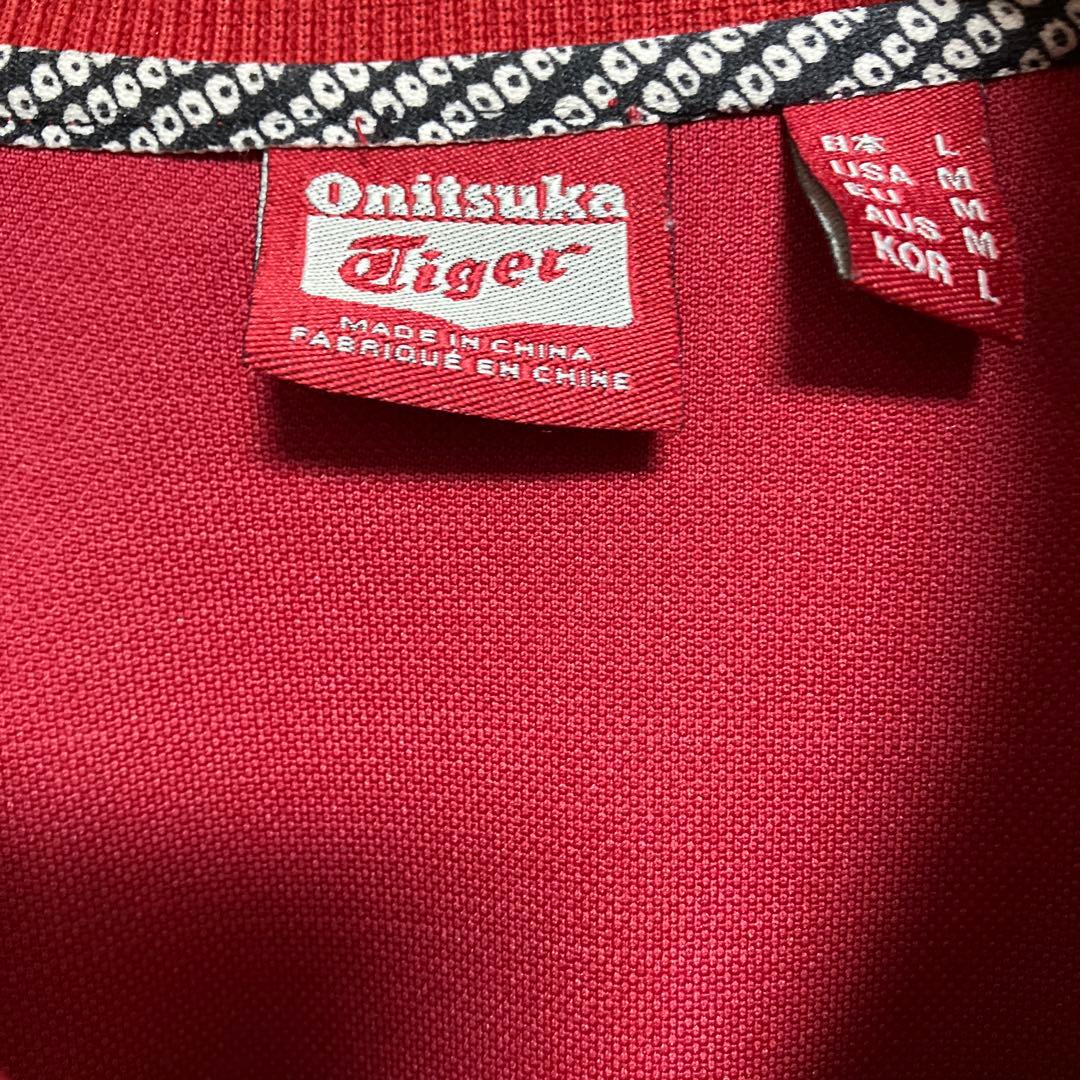 Onitsuka
Tiger
MADE IN CHINA
FABRIQUÉ EN CHINE
日本 L
USA M
EU M
AUS M
KOR L